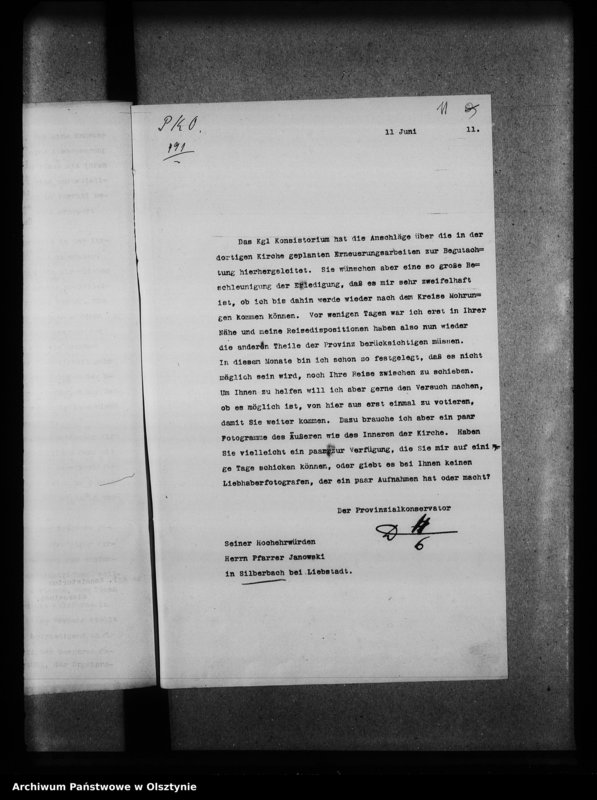 P K O.
191
11
11 Juni 11.
Das Kgl Konsistorium hat die Anschläge über die in der
dortigen Kirche geplanten Erneuerungsarbeiten zur Begutach=
tung hierhergeleitet. Sie wünschen aber eine so große Be=
schleunigung der Erledigung, daß es mir sehr zweifelhaft
ist, ob ich bis dahin werde wieder nach dem Kreise Mohrun=
gen kommen können. Vor wenigen Tagen war ich erst in Ihrer
Nähe und meine Reisedispositionen haben also nun wieder
die anderen Theile der Provinz berücksichtigen müssen.
In diesem Monate bin ich schon so festgelegt, daß es nicht
möglich sein wird, noch Ihre Reise zwischen zu schieben.
Um Ihnen zu helfen will ich aber gerne den Versuch machen,
ob es möglich ist, von hier aus erst einmal zu votieren,
damit Sie weiter kommen. Dazu brauche ich aber ein paar
Fotogramme des Äußeren wie des Inneren der Kirche. Haben
Sie vielleicht ein paar zur Verfügung, die Sie mir auf eini
ge Tage schicken können, oder giebt es bei Ihnen keinen
Liebhaberfotografen, der ein paar Aufnahmen hat oder macht?
Der Provinzialkonservator
6
Seiner Hochehrwürden
Herrn Pfarrer Janowski
in Silberbach bei Liebstadt.
Archiwum Państwowe w Olsztynie